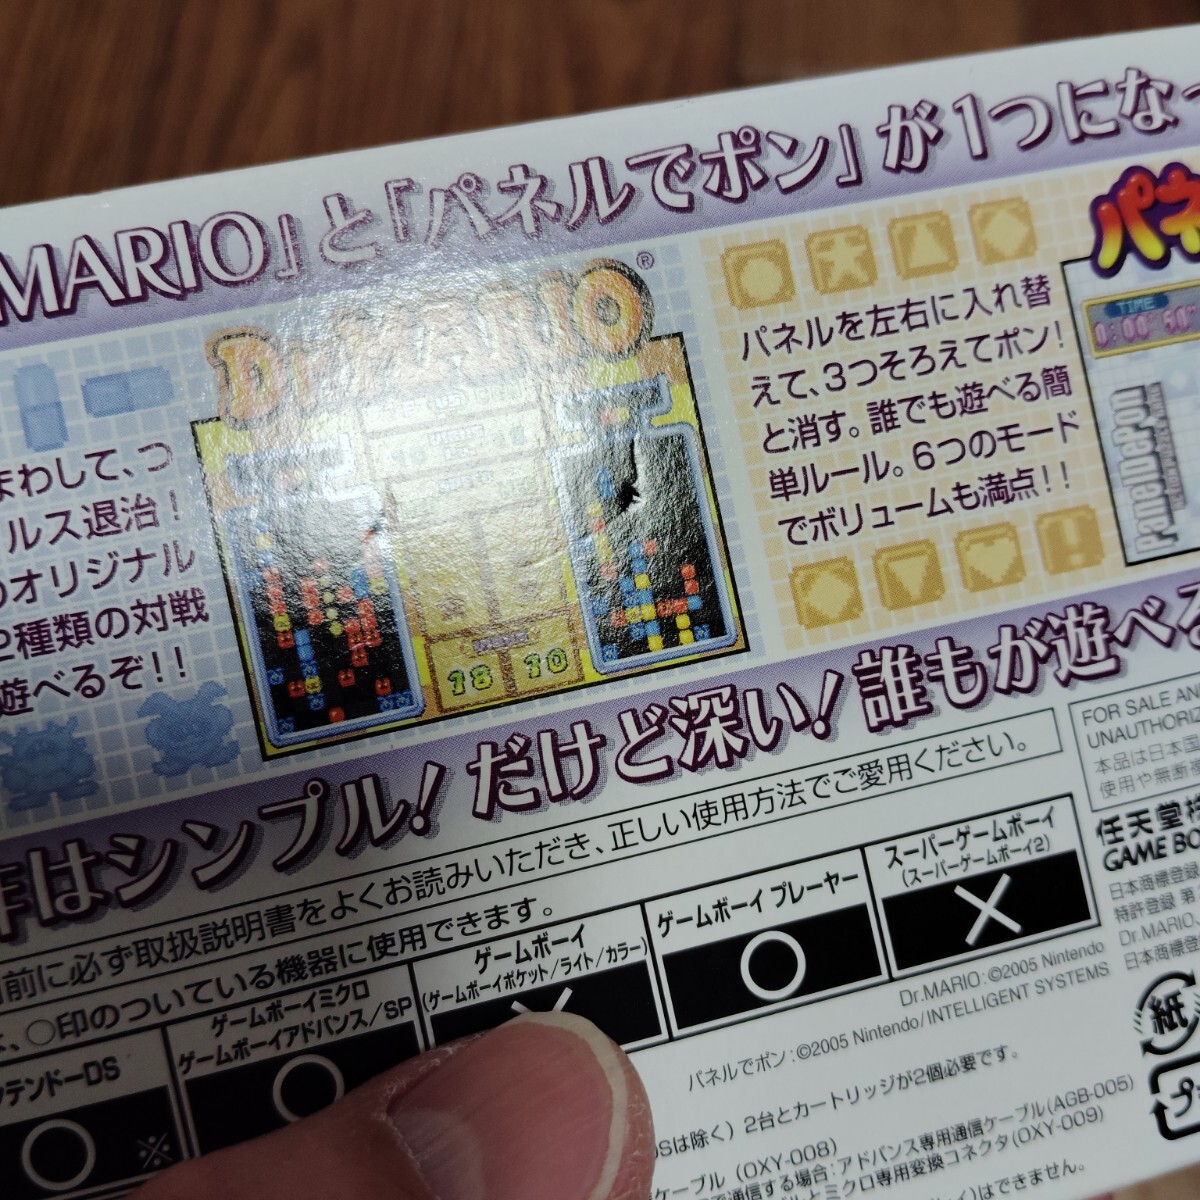 MARIO」と「パネルでポン」が1つになっ
Dr.MARIO®
まわして、つ
ルス退治！
のオリジナル
2種類の対戦
遊べるぞ!!
18 10
パネルを左右に入れ替
えて、3つそろえてポン！
と消す。誰でも遊べる簡
単ルール。6つのモード
でボリュームも満点!!
パネ
TIME
0:00"50
PanelDePon
はシンプル！だけど深い！誰もが遊べる
前に必ず取扱説明書をよくお読みいただき、正しい使用方法でご愛用ください。
、○印のついている機器に使用できます。
テンドーDS
○
※
ゲームボーイミクロ
ゲームボーイアドバンス/SP
○
ゲームボーイ
(ゲームボーイポケット/ライト/カラー)
×
ゲームボーイ プレーヤー
○
スーパーゲームボーイ
(スーパーゲームボーイ2)
×
FOR SALE AN
UNAUTHOR
本品は日本国
使用や無断複
任天堂
GAME BO
日本商標登録
特許登録 第
Dr.MARIO
日本商標登
Dr.MARIO:©2005 Nintendo
パネルでポン:©2005 Nintendo/INTELLIGENT SYSTEMS
DSは除く) 2台とカートリッジが2個必要です。
ケーブル (OXY-008)
で通信する場合:アドバンス専用通信ケーブル(AGB-005)
とミクロ専用変換コネクタ(OXY-009)
)はできません。
紙
プ